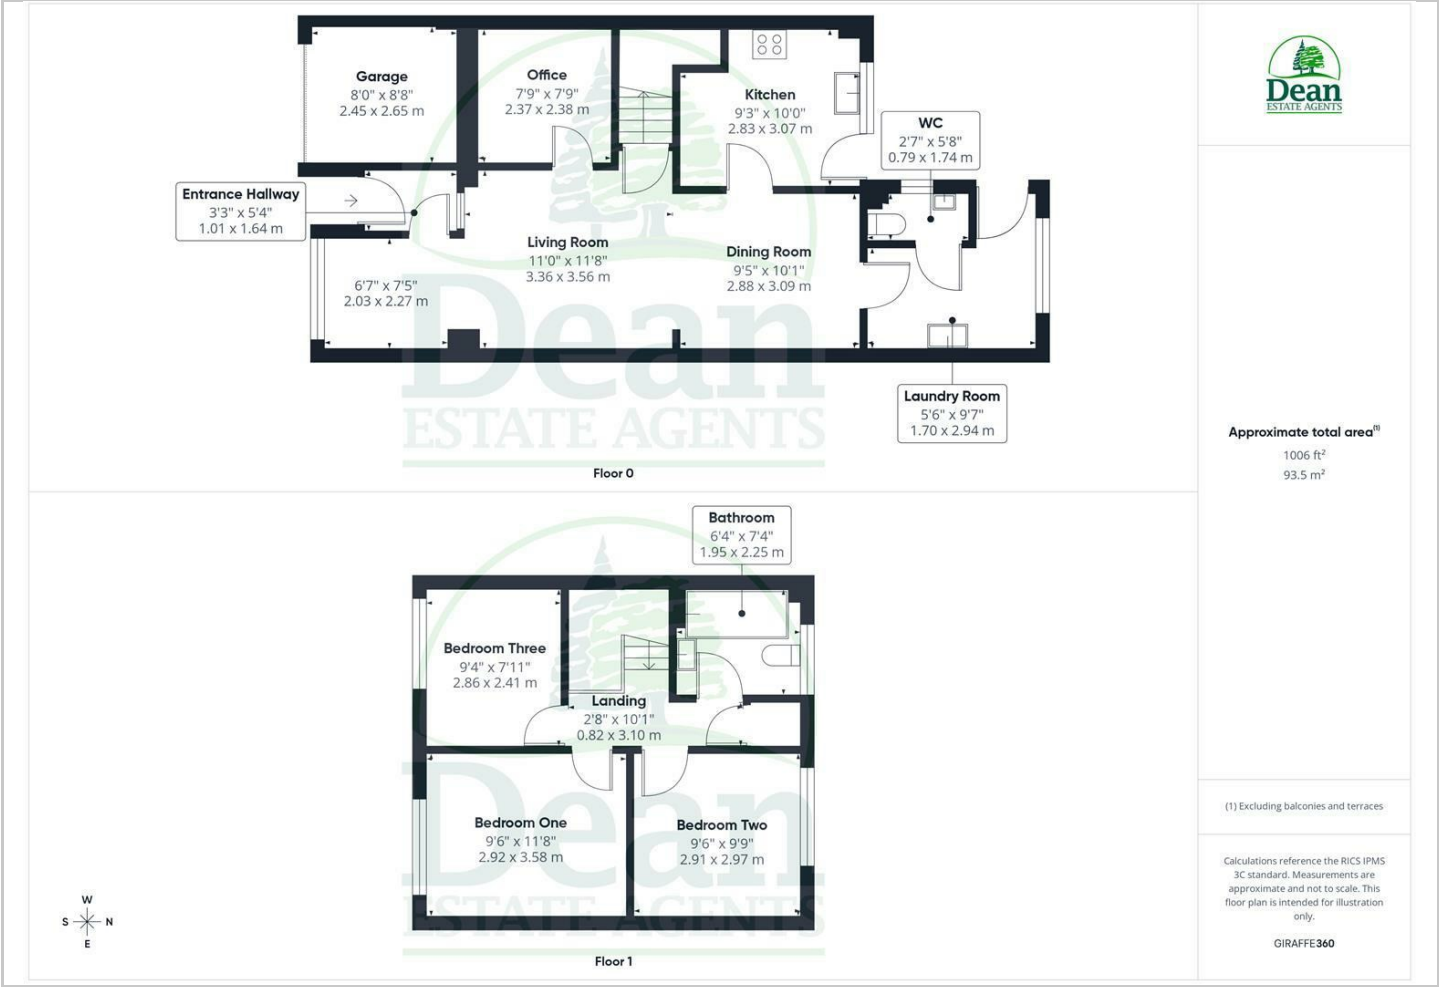 Garage
8'0" x 8'8"
2.45 x 2.65 m
Office
7'9" x 7'9"
2.37 x 2.38 m
Kitchen
9'3" x 10'0"
2.83 x 3.07 m
WC
2'7" x 5'8"
0.79 x 1.74 m
Entrance Hallway
3'3" x 5'4"
1.01 x 1.64 m
Living Room
11'0" x 11'8"
3.36 x 3.56 m
Dining Room
9'5" x 10'1"
2.88 x 3.09 m
6'7" x 7'5"
2.03 x 2.27 m
Laundry Room
5'6" x 9'7"
1.70 x 2.94 m
Dean
ESTATE AGENTS
Floor 0
Bathroom
6'4" x 7'4"
1.95 x 2.25 m
Bedroom Three
9'4" x 7'11"
2.86 x 2.41 m
Landing
2'8" x 10'1"
0.82 x 3.10 m
Bedroom One
9'6" x 11'8"
2.92 x 3.58 m
Bedroom Two
9'6" x 9'9"
2.91 x 2.97 m
Dean
ESTATE AGENTS
Floor 1
W
S N
E
Dean
ESTATE AGENTS
Approximate total area(1)
1006 ft²
93.5 m²
(1) Excluding balconies and terraces
Calculations reference the RICS IPMS
3C standard. Measurements are
approximate and not to scale. This
floor plan is intended for illustration
only.
GIRAFFE360